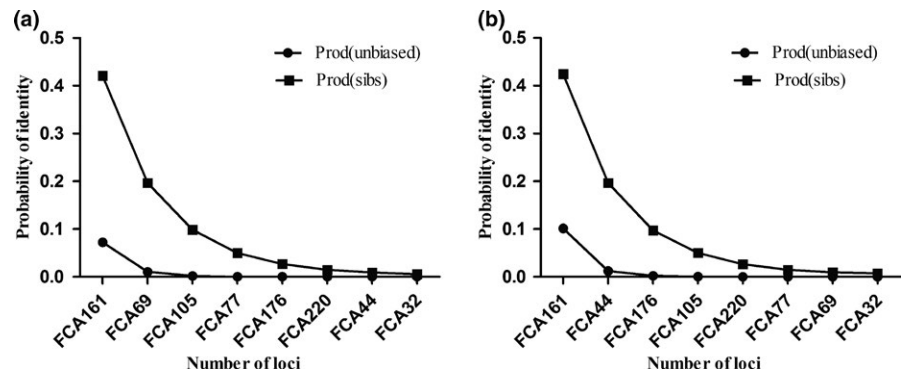 (a)
Probability of identity
0.5
0.4
0.3
0.2
0.1
0.0
Prod(unbiased)
Prod(sibs)
FCA161
FCA69
FCA105
FCA77
FCA176
FCA220
FCA44
FCA32
Number of loci
(b)
Probability of identity
0.5
0.4
0.3
0.2
0.1
0.0
Prod(unbiased)
Prod(sibs)
FCA161
FCA44
FCA176
FCA105
FCA220
FCA77
FCA69
FCA32
Number of loci